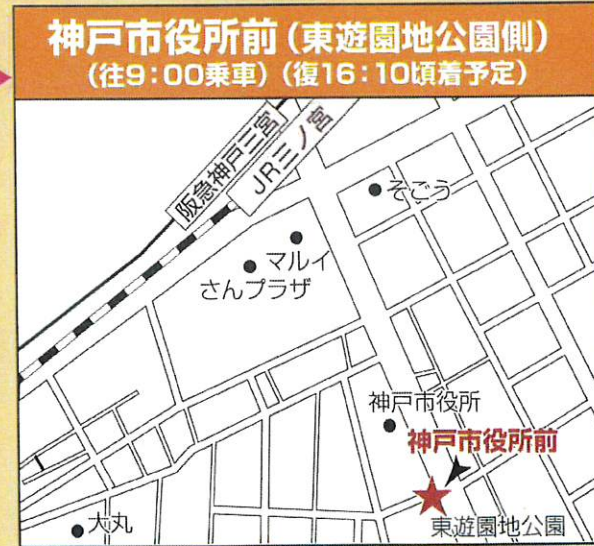 神戸市役所前(東遊園地公園側)
(往9:00乗車)(復16:10頃着予定)
阪急神戸三宮
JR三ノ宮
そごう
マルイ
さんプラザ
神戸市役所
神戸市役所前
大丸
東遊園地公園